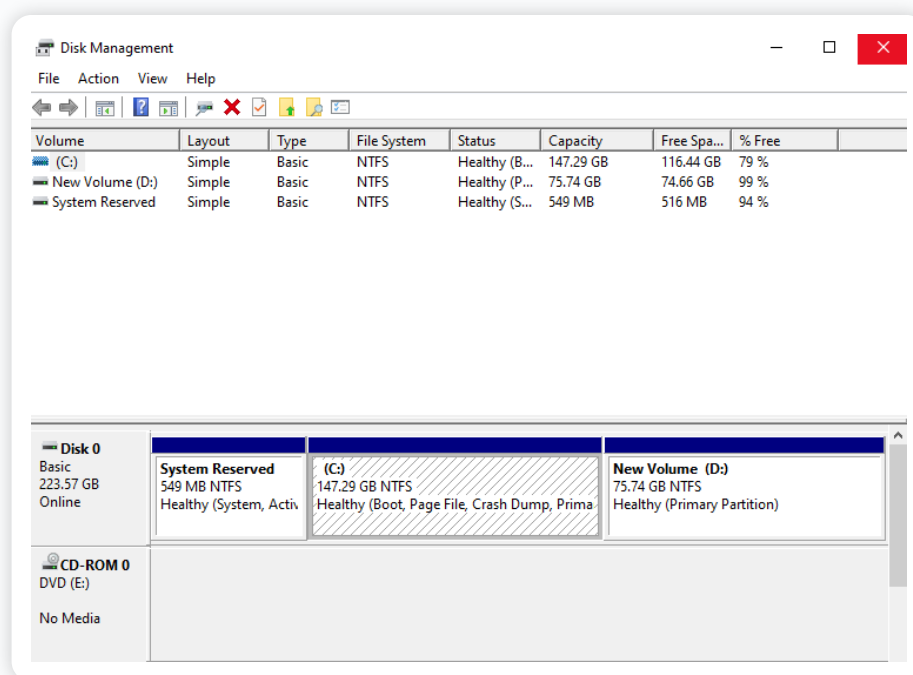 Disk Management
File Action View Help
Volume Layout Type File System Status Capacity Free Spa... % Free
(C:) Simple Basic NTFS Healthy (B... 147.29 GB 116.44 GB 79 %
New Volume (D:) Simple Basic NTFS Healthy (P... 75.74 GB 74.66 GB 99 %
System Reserved Simple Basic NTFS Healthy (S... 549 MB 516 MB 94 %
Disk 0
Basic
223.57 GB
Online
System Reserved
549 MB NTFS
Healthy (System, Activ
(C:)
147.29 GB NTFS
Healthy (Boot, Page File, Crash Dump, Prima
New Volume (D:)
75.74 GB NTFS
Healthy (Primary Partition)
CD-ROM 0
DVD (E:)
No Media